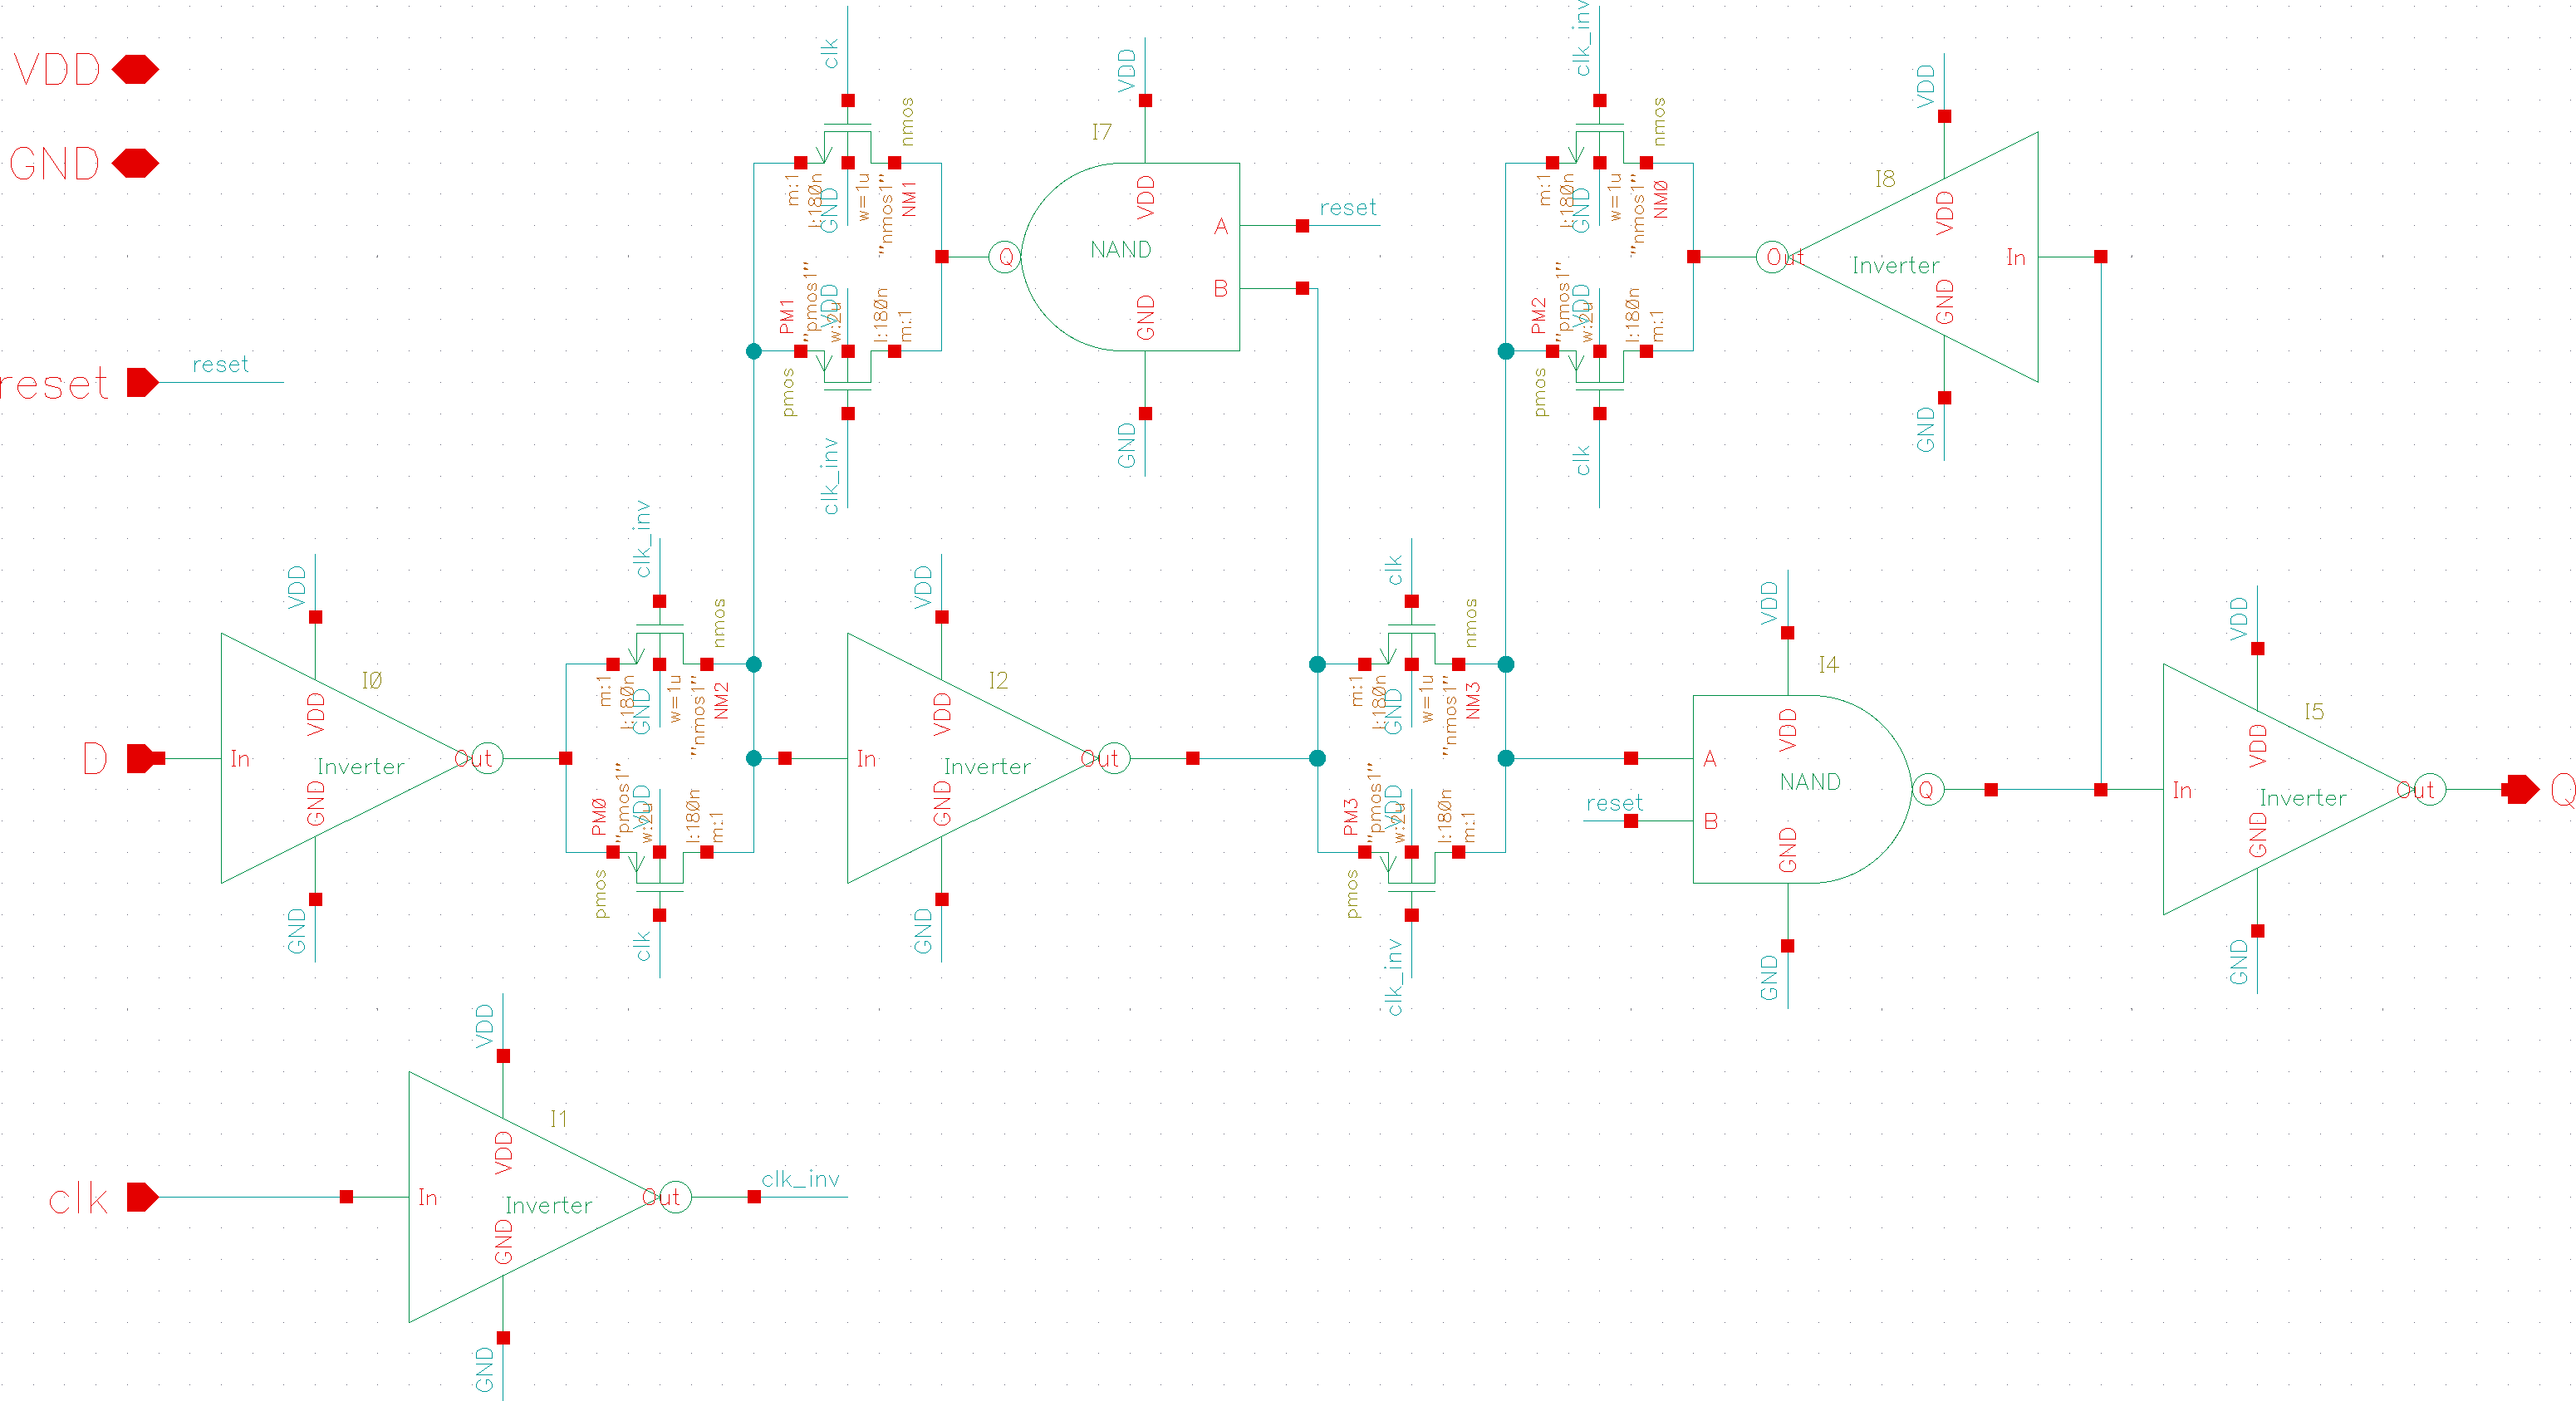 VDD
GND
reset
reset
clk
nmos
m:1
l:180n
GND
w=1u
"nmos1"
NM1
PM1
"pmos1"
VDD
w:2u
l:180n
m:1
pmos
clk_inv
VDD
I7
VDD
NAND
Q
A
B
GND
reset
GND
clk_inv
nmos
m:1
l:180n
GND
w=1u
"nmos1"
NM0
PM2
"pmos1"
VDD
w:2u
l:180n
m:1
pmos
clk
VDD
I8
VDD
Out
Inverter
In
GND
GND
D
VDD
I0
VDD
In
Inverter
Out
GND
GND
clk_inv
nmos
m:1
l:180n
GND
w=1u
"nmos1"
NM2
PM0
"pmos1"
VDD
w:2u
l:180n
m:1
pmos
clk
VDD
I2
VDD
In
Inverter
Out
GND
GND
clk
nmos
m:1
l:180n
GND
w=1u
"nmos1"
NM3
PM3
"pmos1"
VDD
w:2u
l:180n
m:1
pmos
clk_inv
VDD
I4
VDD
A
NAND
Q
reset
B
GND
GND
VDD
I5
VDD
In
Inverter
Out
GND
GND
Q
clk
VDD
I1
VDD
In
Inverter
Out
clk_inv
GND
GND